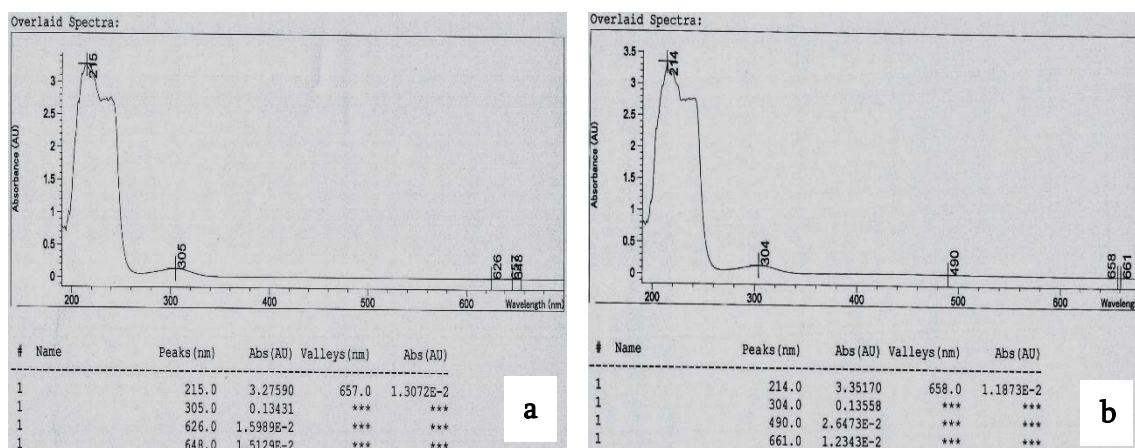 Overlaid Spectra:
Absorbance (AU)
3
2.5
2
1.5
1
0.5
0
215
305
626
648
200
300
400
500
600
Wavelength (nm)
# Name Peaks(nm) Abs(AU) Valleys(nm) Abs(AU)
1 215.0 3.27590 657.0 1.3072E-2
1 305.0 0.13431 *** ***
1 626.0 1.5989E-2 *** ***
1 648.0 1.5129E-2 *** ***
a
Overlaid Spectra:
Absorbance (AU)
3.5
3
2.5
2
1.5
1
0.5
0
214
304
490
658
661
200
300
400
500
600
Waveleng
# Name Peaks(nm) Abs(AU) Valleys(nm) Abs(AU)
1 214.0 3.35170 658.0 1.1873E-2
1 304.0 0.13558 *** ***
1 490.0 2.6473E-2 *** ***
1 661.0 1.2343E-2 *** ***
b